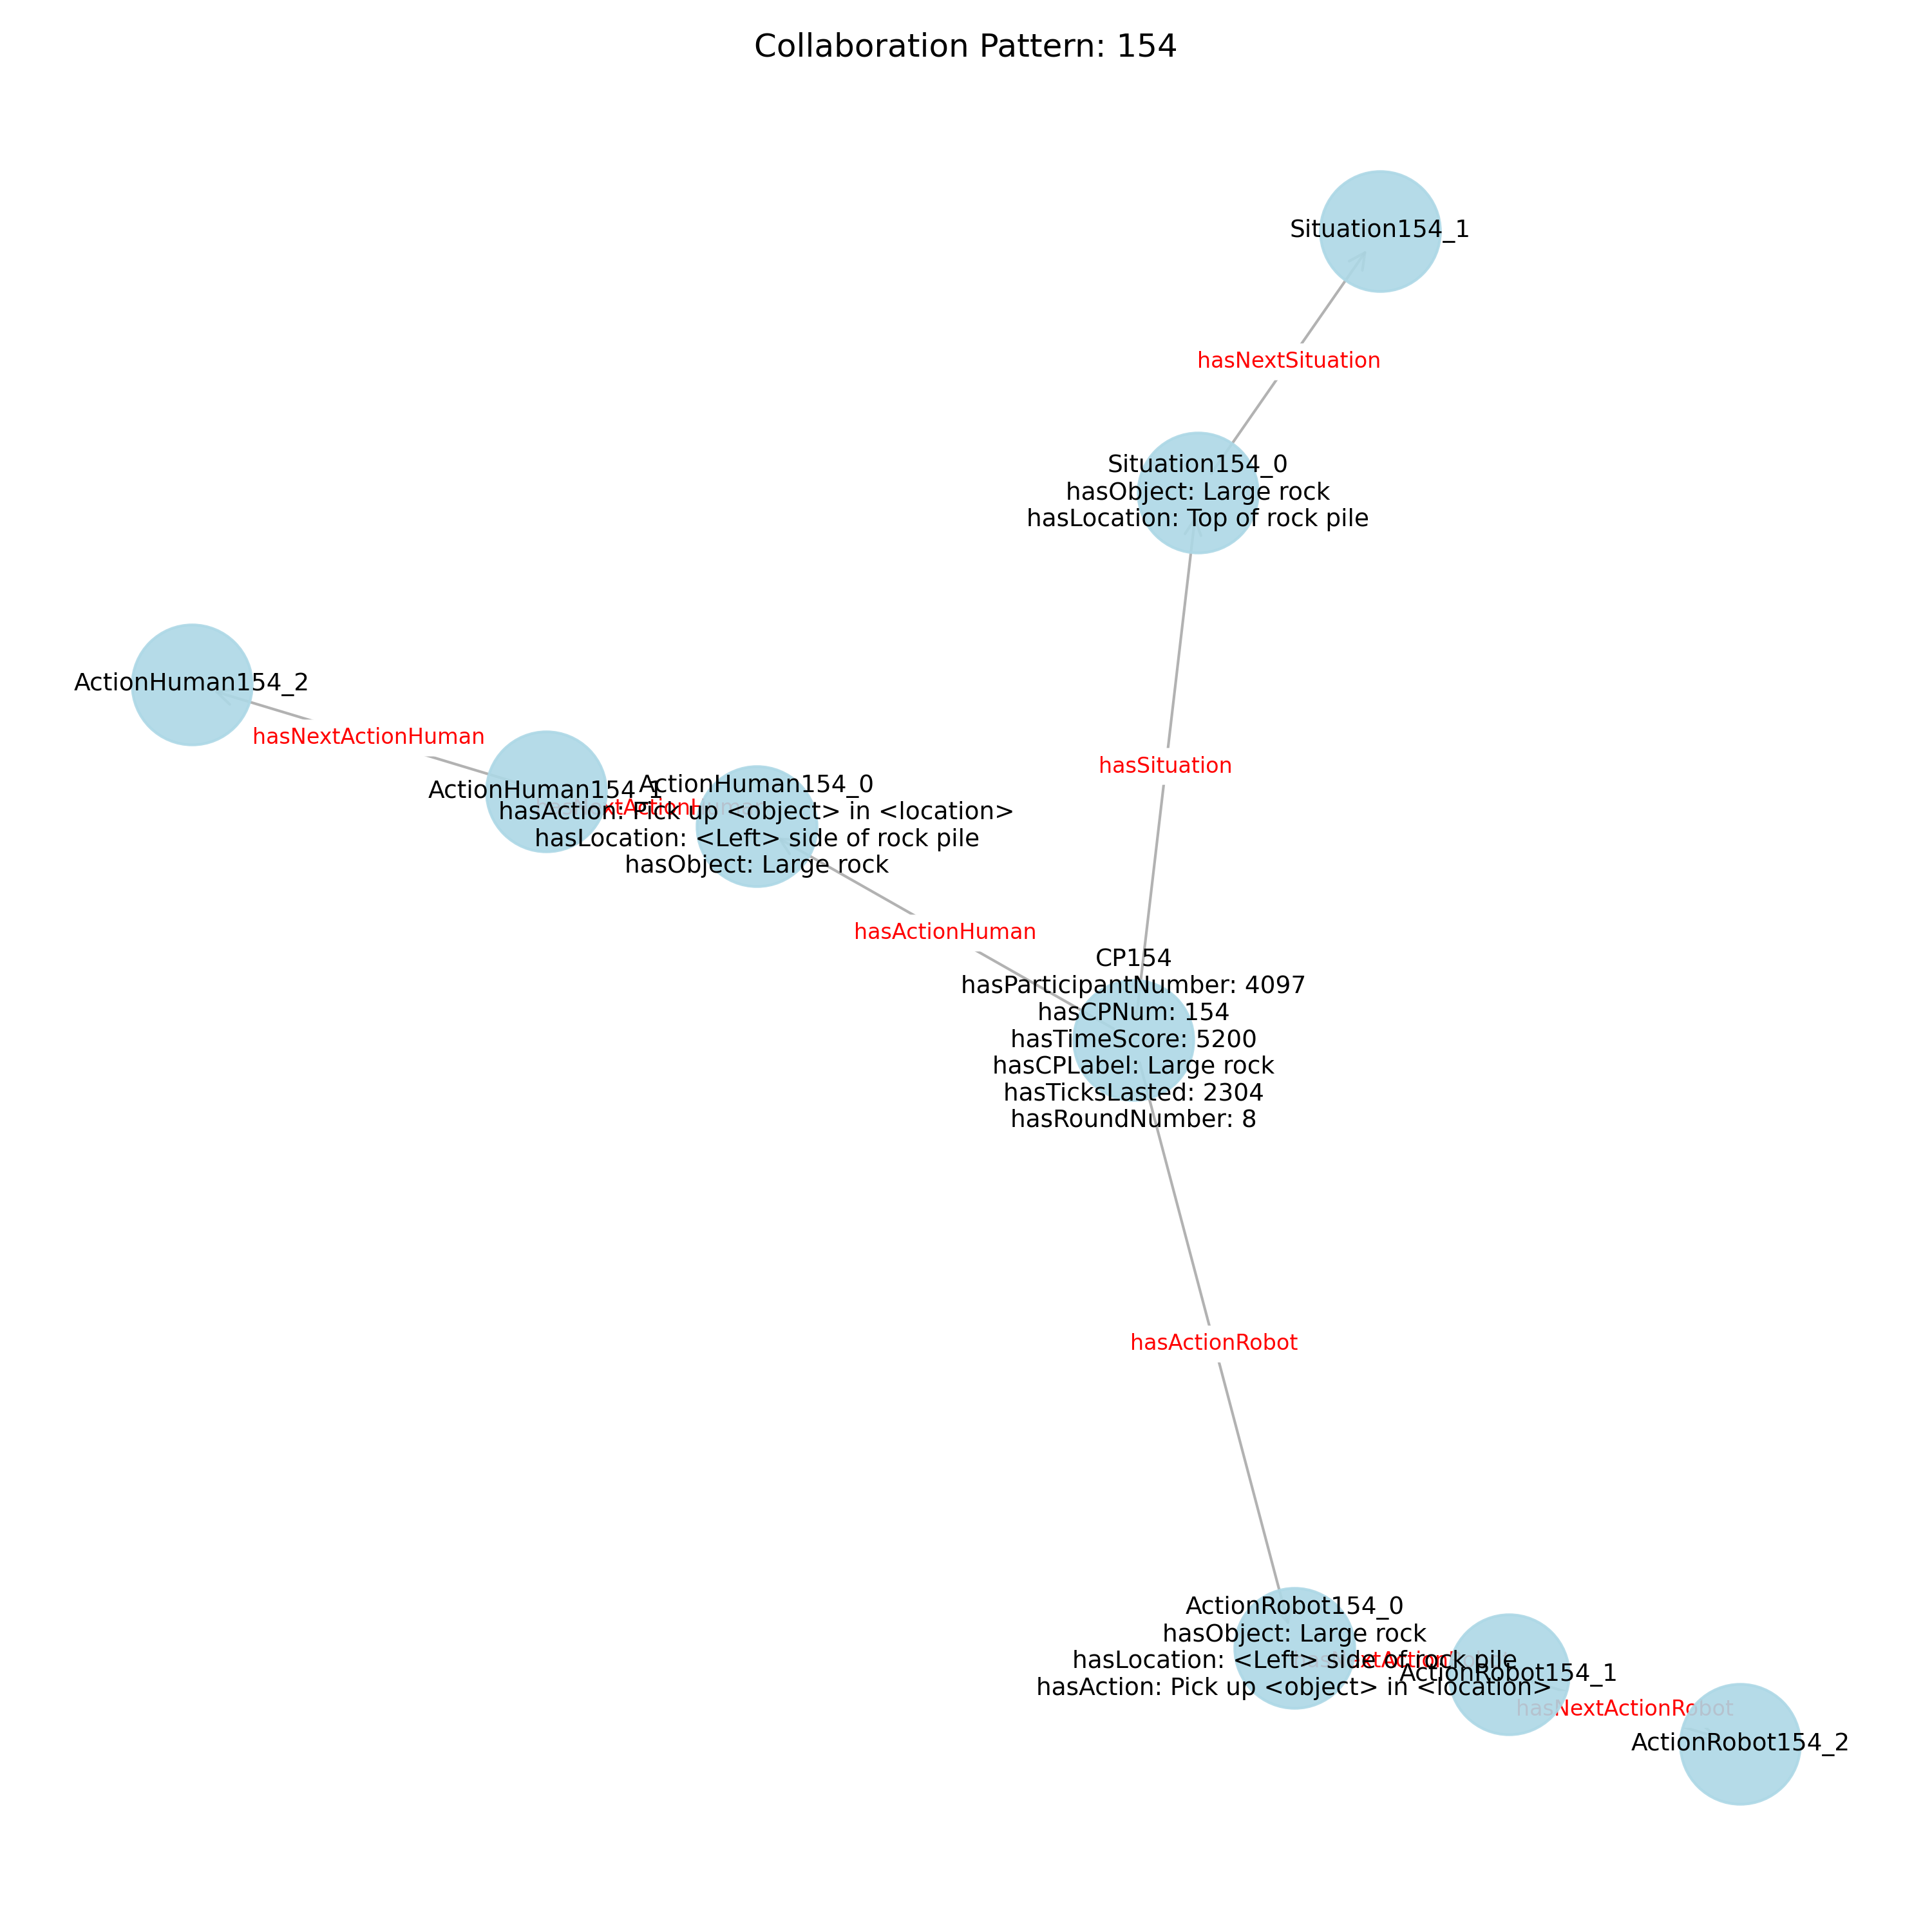 Collaboration Pattern: 154
Situation154_1
hasNextSituation
Situation154_0
hasObject: Large rock
hasLocation: Top of rock pile
ActionHuman154_2
hasNextActionHuman
hasSituation
ActionHuman154_1
ActionHuman154_0
hasAction: Pick up <object> in <location>
hasLocation: <Left> side of rock pile
hasObject: Large rock
hasNextActionHuman
hasActionHuman
CP154
hasParticipantNumber: 4097
hasCPNum: 154
hasTimeScore: 5200
hasCPLabel: Large rock
hasTicksLasted: 2304
hasRoundNumber: 8
hasActionRobot
ActionRobot154_0
hasObject: Large rock
hasLocation: <Left> side of rock pile
hasAction: Pick up <object> in <location>
ActionRobot154_1
hasNextActionRobot
ActionRobot154_2